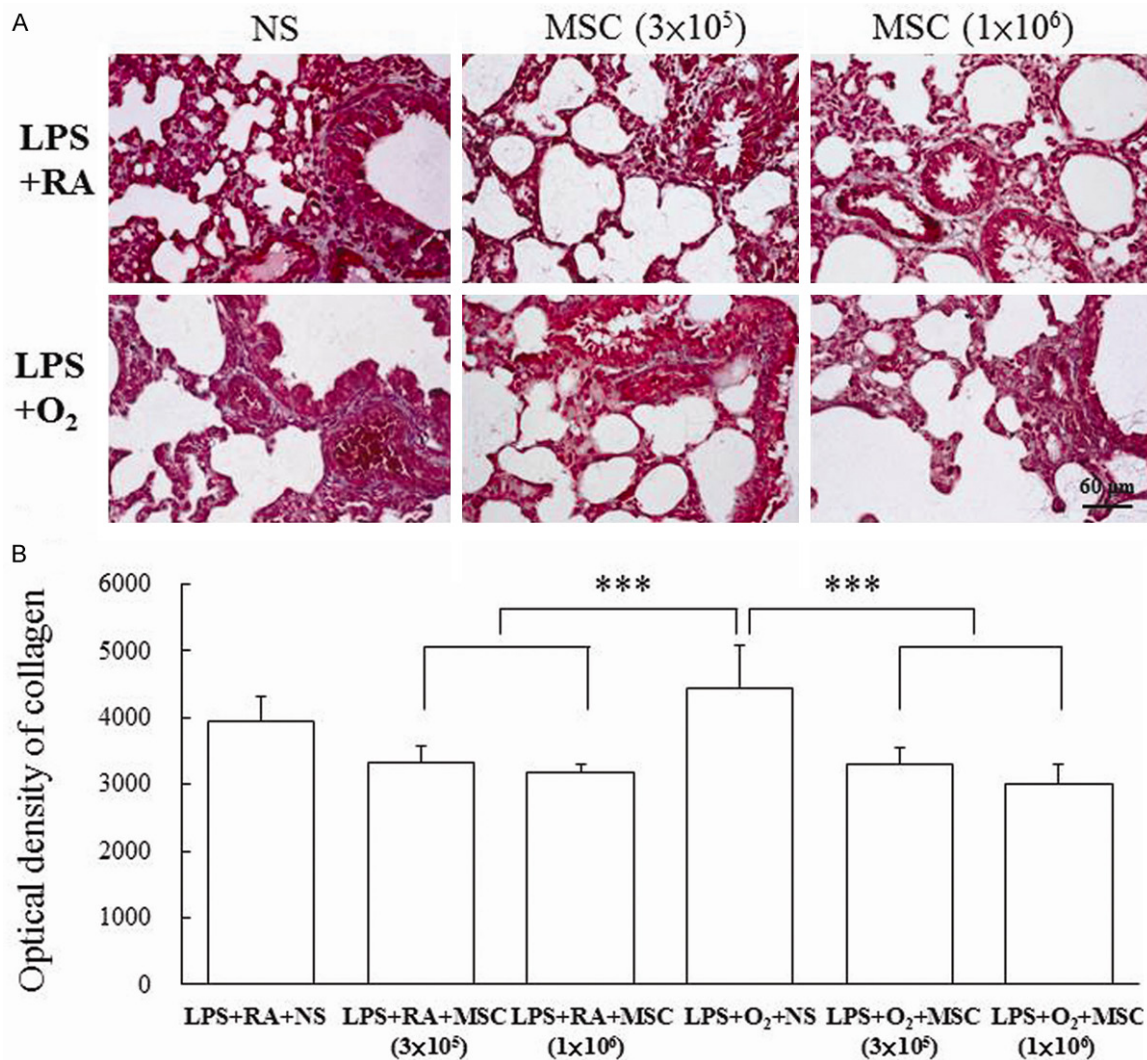 A
NS
MSC (3×10⁵)
MSC (1×10⁶)
LPS
+RA
LPS
+O₂
60 μm
B
Optical density of collagen
6000
5000
4000
3000
2000
1000
0
***
***
LPS+RA+NS
LPS+RA+MSC
(3×10⁵)
LPS+RA+MSC
(1×10⁶)
LPS+O₂+NS
LPS+O₂+MSC
(3×10⁵)
LPS+O₂+MSC
(1×10⁶)